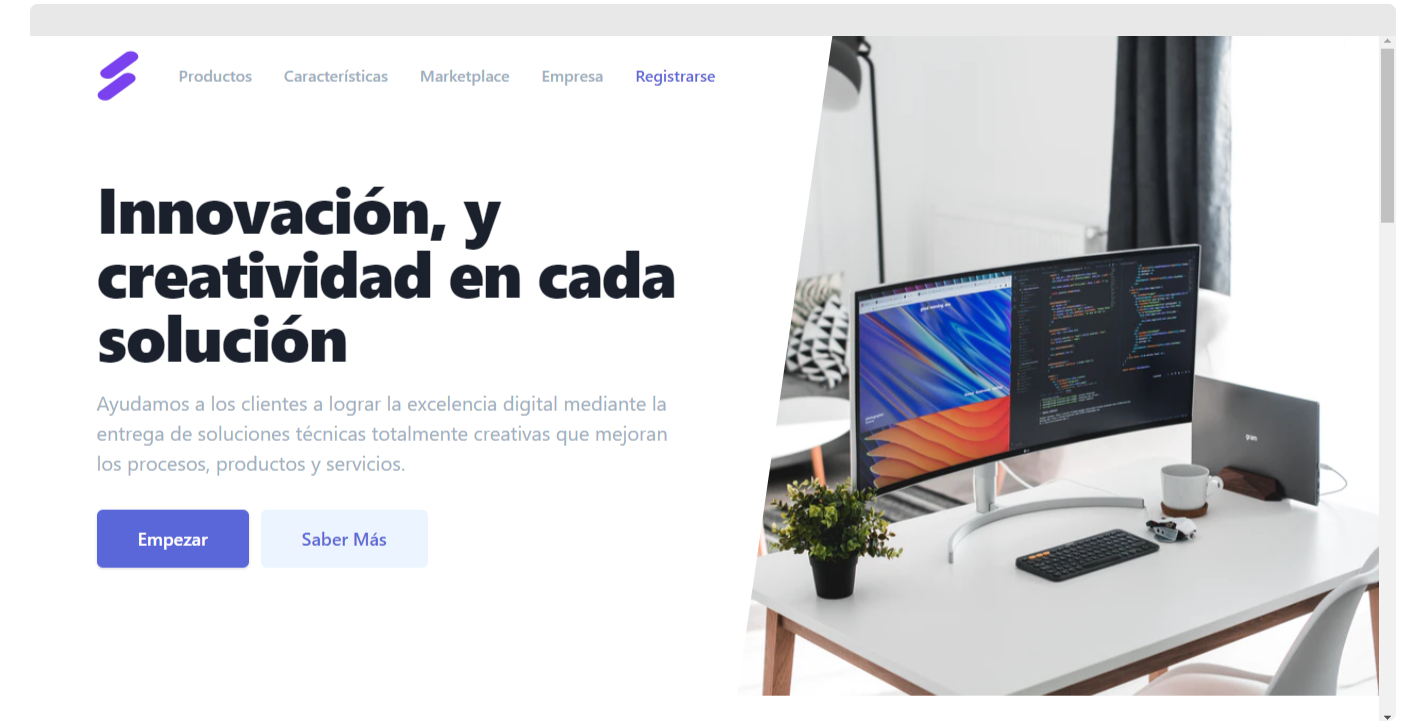 Productos Características Marketplace Empresa Registrarse
Innovación, y
creatividad en cada
solución
Ayudamos a los clientes a lograr la excelencia digital mediante la
entrega de soluciones técnicas totalmente creativas que mejoran
los procesos, productos y servicios.
Empezar Saber Más
gram